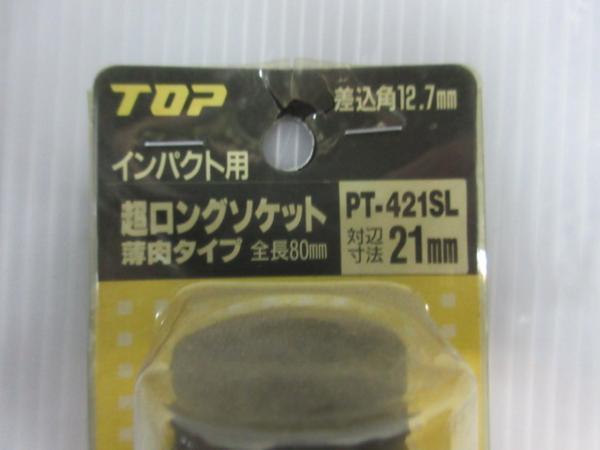 TOP
差込角12.7mm
インパクト用
超ロングソケット
薄肉タイプ 全長80mm
PT-421SL
対辺寸法 21mm